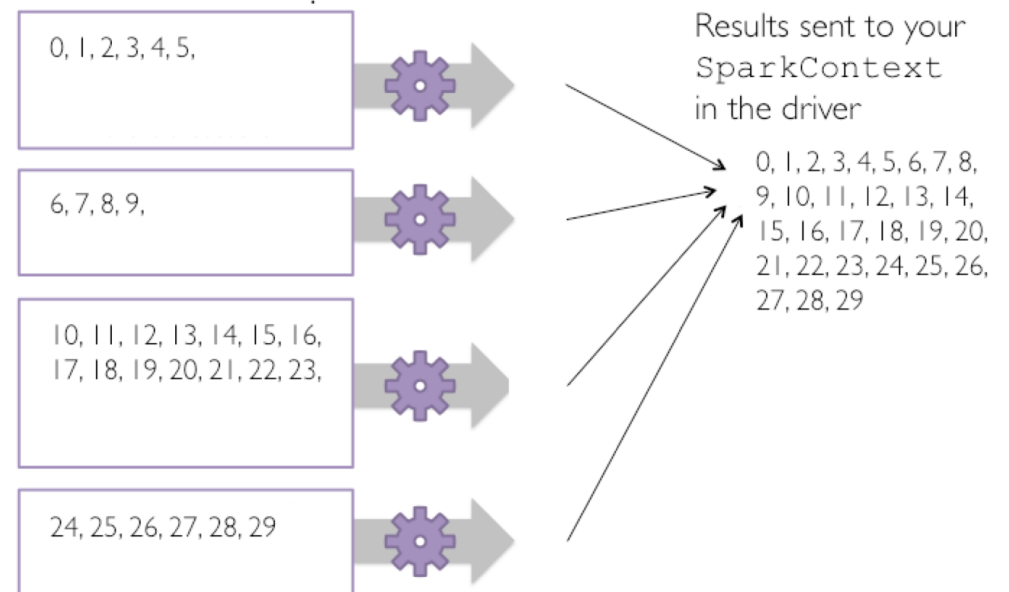 0, 1, 2, 3, 4, 5,
6, 7, 8, 9,
10, 11, 12, 13, 14, 15, 16,
17, 18, 19, 20, 21, 22, 23,
24, 25, 26, 27, 28, 29
Results sent to your
SparkContext
in the driver
0, 1, 2, 3, 4, 5, 6, 7, 8,
9, 10, 11, 12, 13, 14,
15, 16, 17, 18, 19, 20,
21, 22, 23, 24, 25, 26,
27, 28, 29